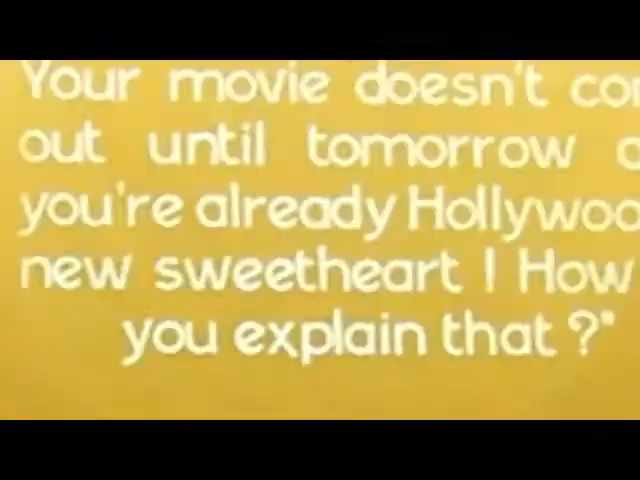 Your movie doesn't co
out until tomorrow
you're already Hollywoo
new sweetheart ! How
you explain that ?"